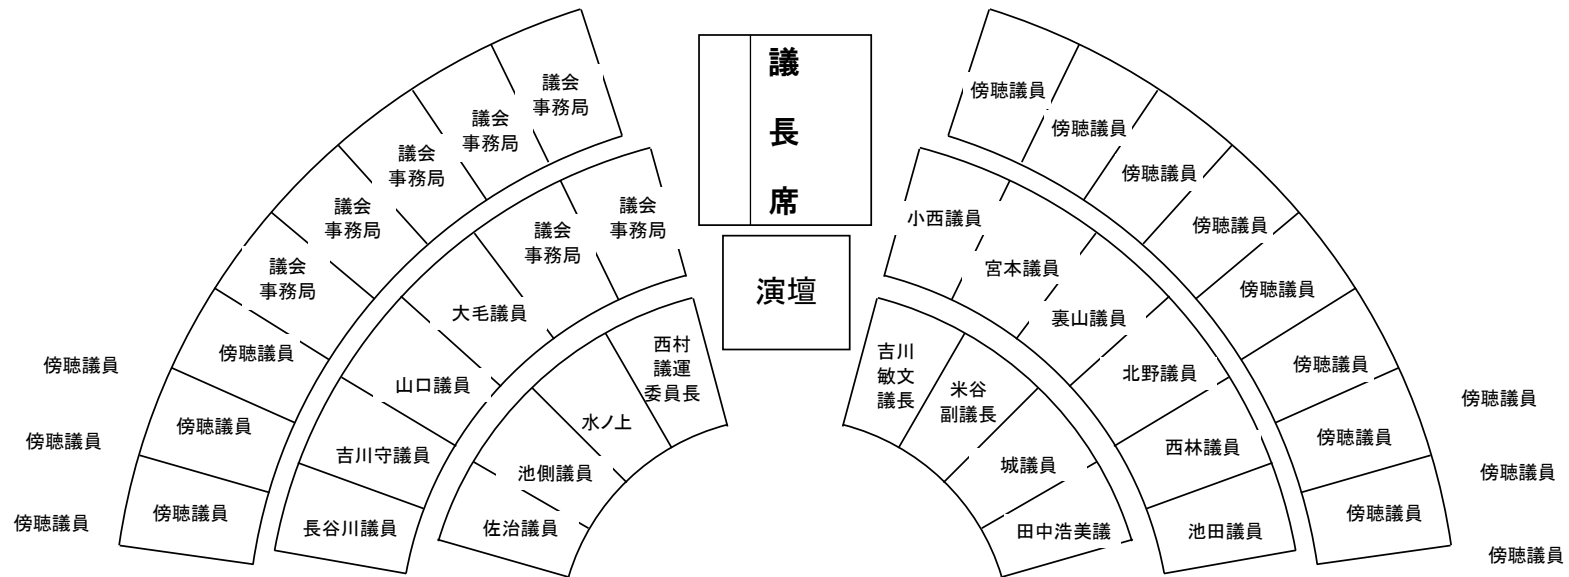 議
長
席
演壇
議会
事務局
議会
事務局
議会
事務局
議会
事務局
議会
事務局
傍聴議員
傍聴議員
傍聴議員
傍聴議員
傍聴議員
傍聴議員
議会
事務局
議会
事務局
大毛議員
山口議員
吉川守議員
長谷川議員
西村
議運
委員長
水ノ上
池側議員
佐治議員
吉川
敏文
議長
米谷
副議長
城議員
田中浩美議
小西議員
宮本議員
裏山議員
北野議員
西林議員
池田議員
傍聴議員
傍聴議員
傍聴議員
傍聴議員
傍聴議員
傍聴議員
傍聴議員
傍聴議員
傍聴議員
傍聴議員
傍聴議員